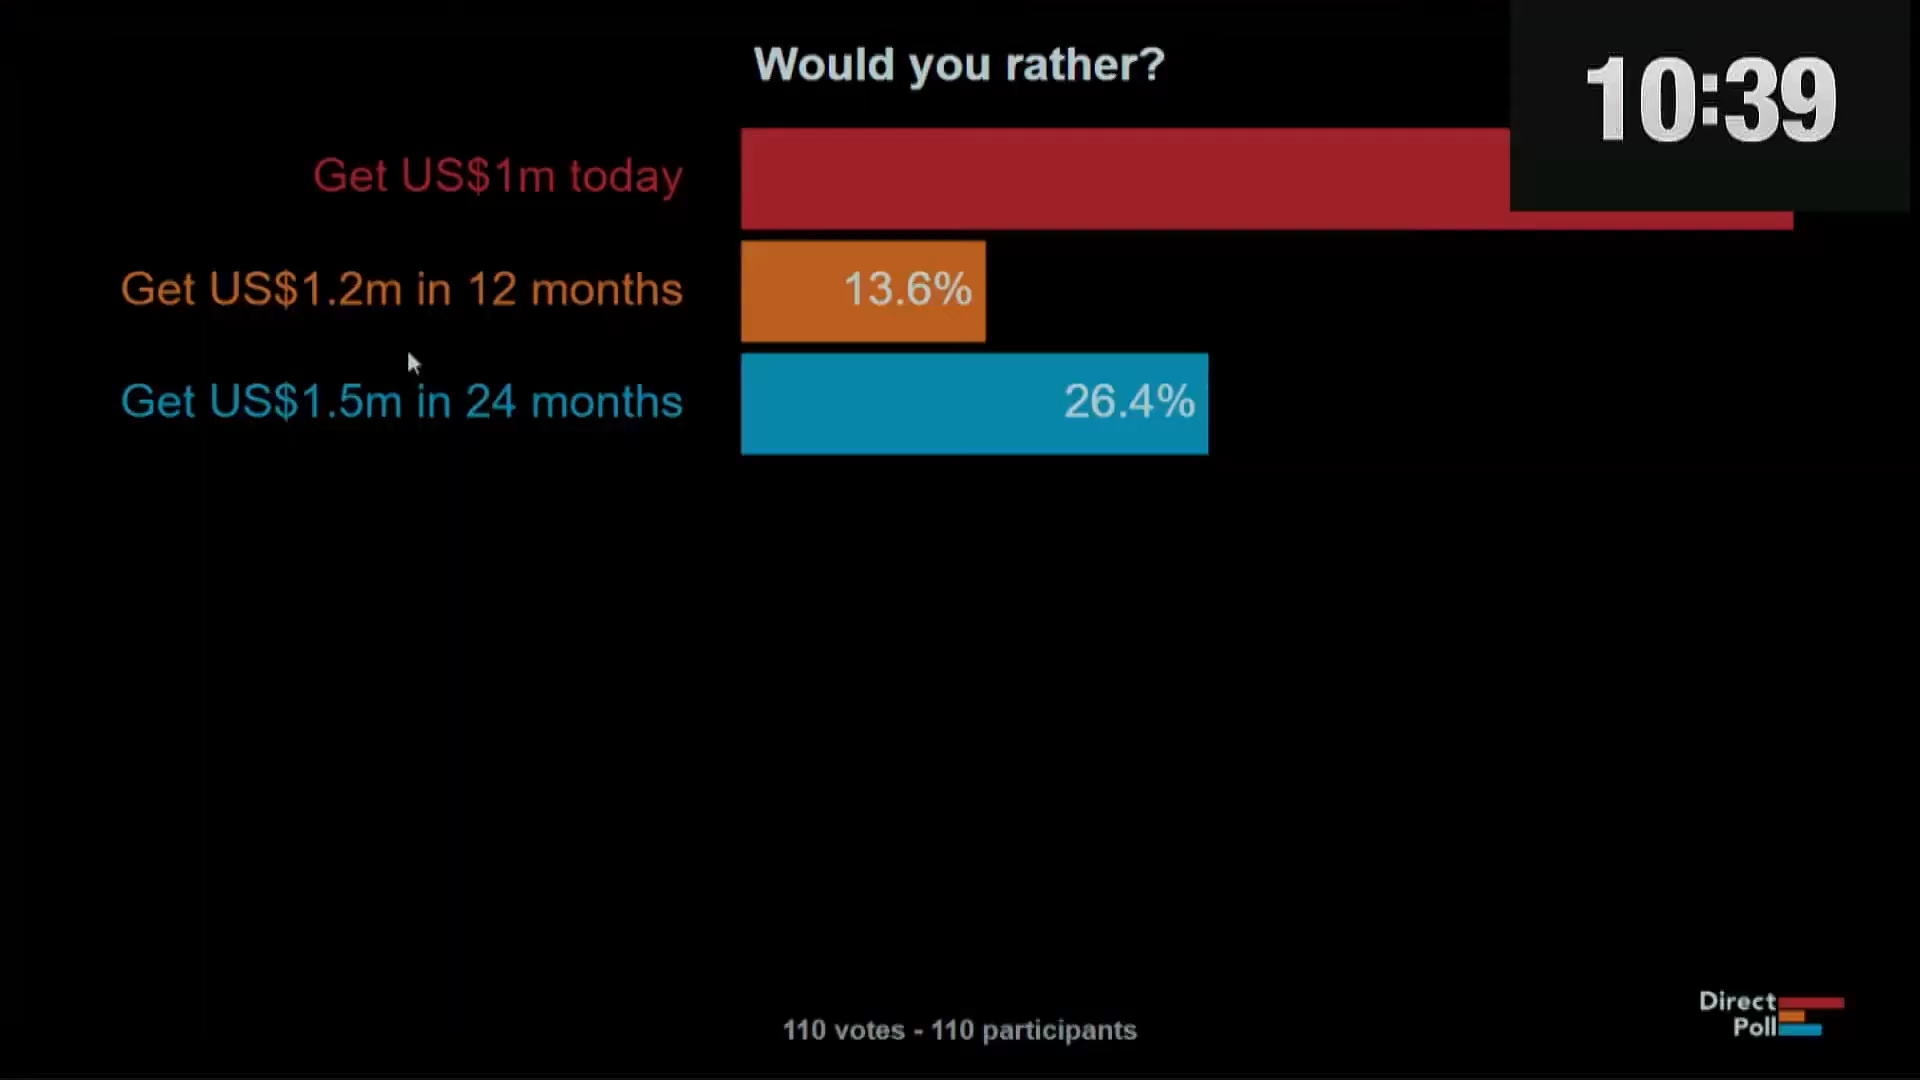 Would you rather?
10:39
Get US$1m today
Get US$1.2m in 12 months
13.6%
Get US$1.5m in 24 months
26.4%
110 votes - 110 participants
Direct
Poll